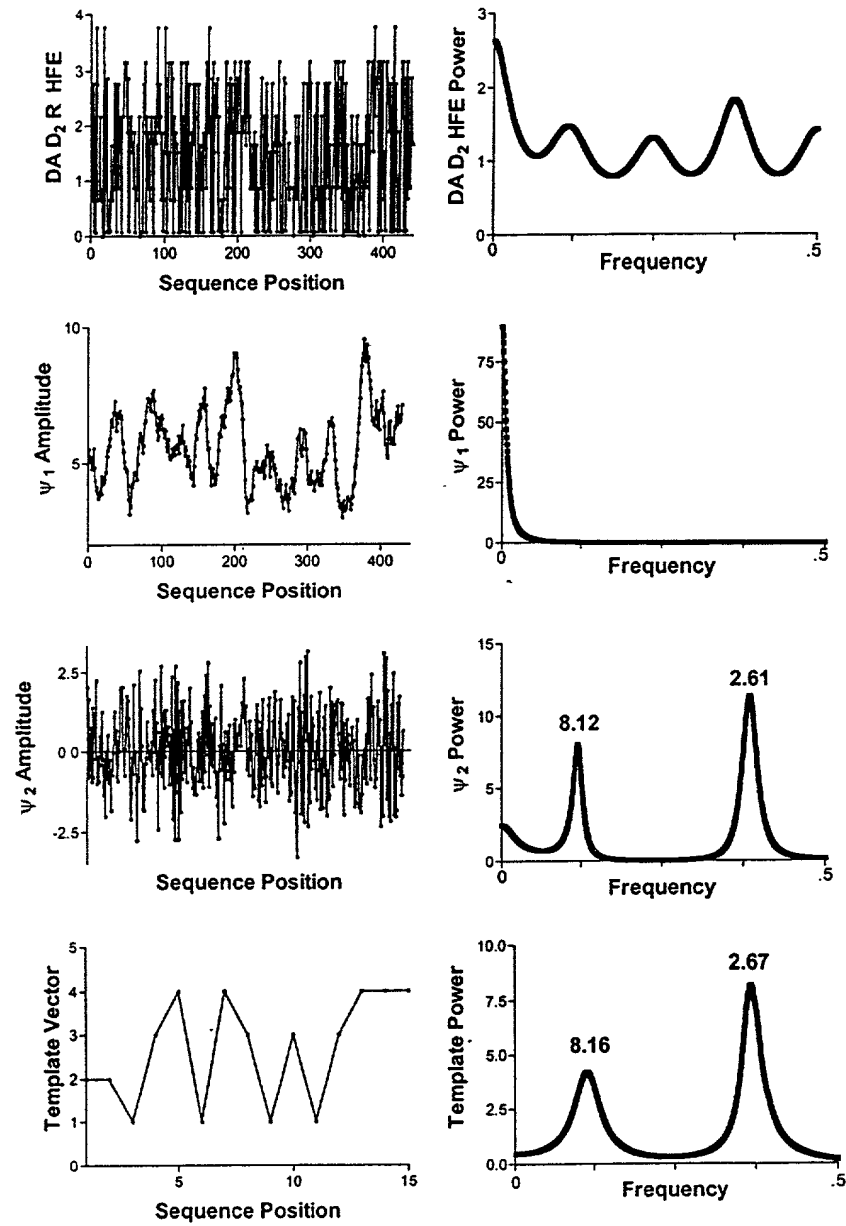 DA D2 R HFE
4
3
2
1
0
0 100 200 300 400
Sequence Position
DA D2 HFE Power
3
2
1
0
0 .5
Frequency
ψ1 Amplitude
10
5
0 100 200 300 400
Sequence Position
ψ1 Power
75
50
25
0
0 .5
Frequency
ψ2 Amplitude
2.5
0 0
-2.5
Sequence Position
ψ2 Power
15
10
5
0
8.12
2.61
0 .5
Frequency
Template Vector
5
4
3
2
1
0
5 10 15
Sequence Position
Template Power
10.0
7.5
5.0
2.5
0.0
8.16
2.67
0 .5
Frequency